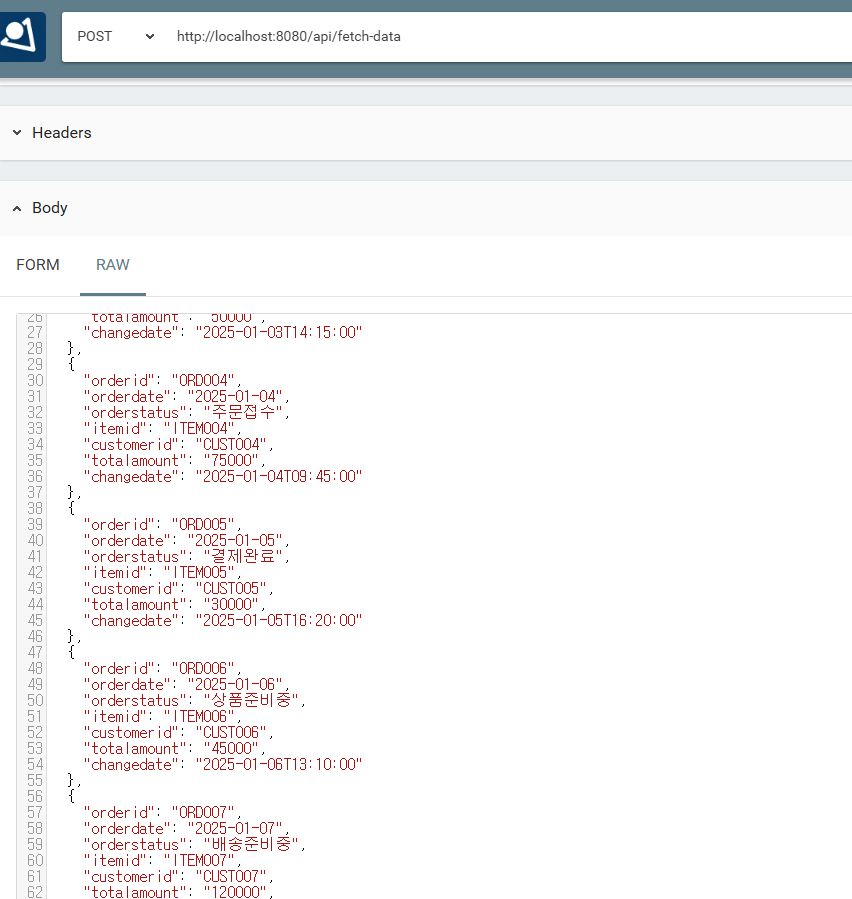 POST
http://localhost:8080/api/fetch-data
Headers
Body
FORM RAW
26 "totalamount": "50000",
27 "changedate": "2025-01-03T14:15:00"
28 },
29 {
30 "orderid": "ORD004",
31 "orderdate": "2025-01-04",
32 "orderstatus": "주문접수",
33 "itemid": "ITEM004",
34 "customerid": "CUST004",
35 "totalamount": "75000",
36 "changedate": "2025-01-04T09:45:00"
37 },
38 {
39 "orderid": "ORD005",
40 "orderdate": "2025-01-05",
41 "orderstatus": "결제완료",
42 "itemid": "ITEM005",
43 "customerid": "CUST005",
44 "totalamount": "30000",
45 "changedate": "2025-01-05T16:20:00"
46 },
47 {
48 "orderid": "ORD006",
49 "orderdate": "2025-01-06",
50 "orderstatus": "상품준비중",
51 "itemid": "ITEM006",
52 "customerid": "CUST006",
53 "totalamount": "45000",
54 "changedate": "2025-01-06T13:10:00"
55 },
56 {
57 "orderid": "ORD007",
58 "orderdate": "2025-01-07",
59 "orderstatus": "배송준비중",
60 "itemid": "ITEM007",
61 "customerid": "CUST007",
62 "totalamount": "120000",